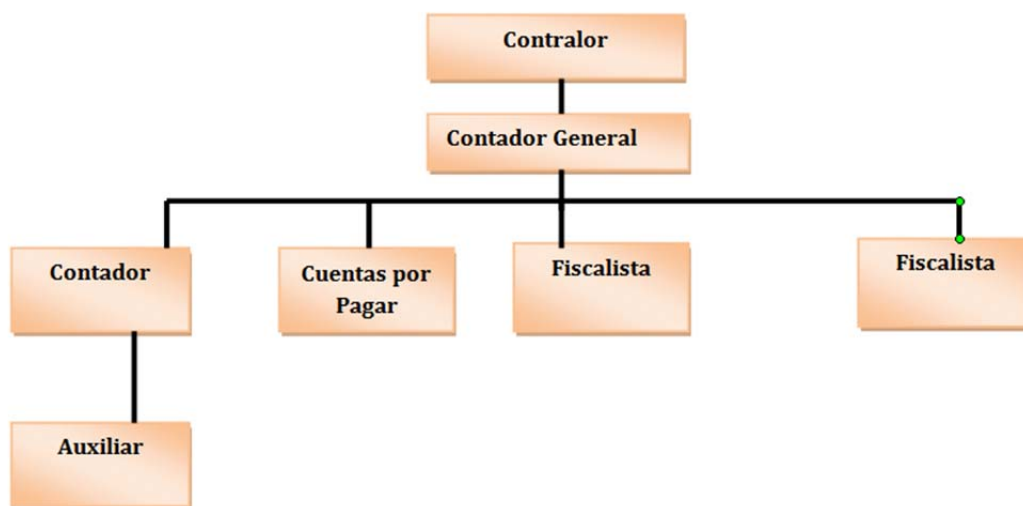 Contralor
Contador General
Contador
Cuentas por
Pagar
Fiscalista
Fiscalista
Auxiliar